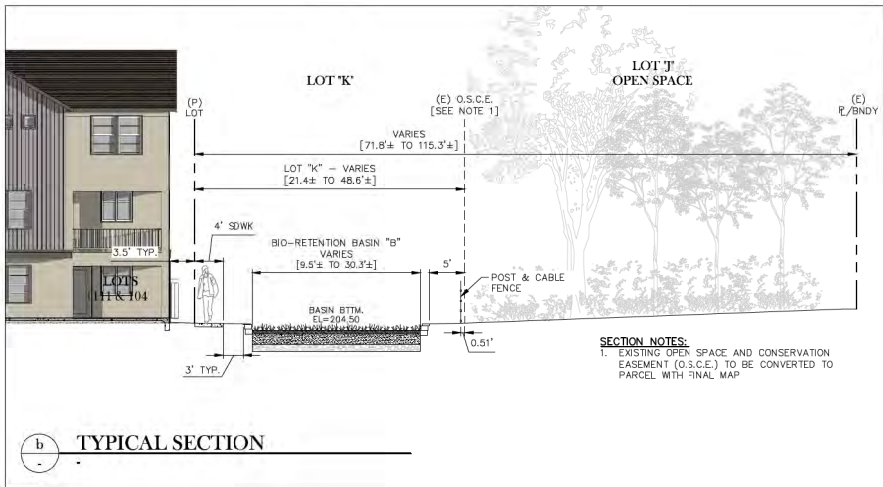 LOT "K"
LOT "J"
OPEN SPACE
(P)
LOT
(E) O.S.C.E.
[SEE NOTE 1]
(E)
PL/BNDY
VARIES
[71.8'± TO 115.3'±]
LOT "K" – VARIES
[21.4± TO 48.6'±]
4' SDWK
3.5' TYP.
BIO-RETENTION BASIN "B"
VARIES
[9.5'± TO 30.3'±]
5'
POST & CABLE
FENCE
LOTS
111 & 104
BASIN BTTM.
EL=204.50
0.51'
3' TYP.
SECTION NOTES:
1. EXISTING OPEN SPACE AND CONSERVATION
EASEMENT (O.S.C.E.) TO BE CONVERTED TO
PARCEL WITH FINAL MAP
b
-
TYPICAL SECTION
-